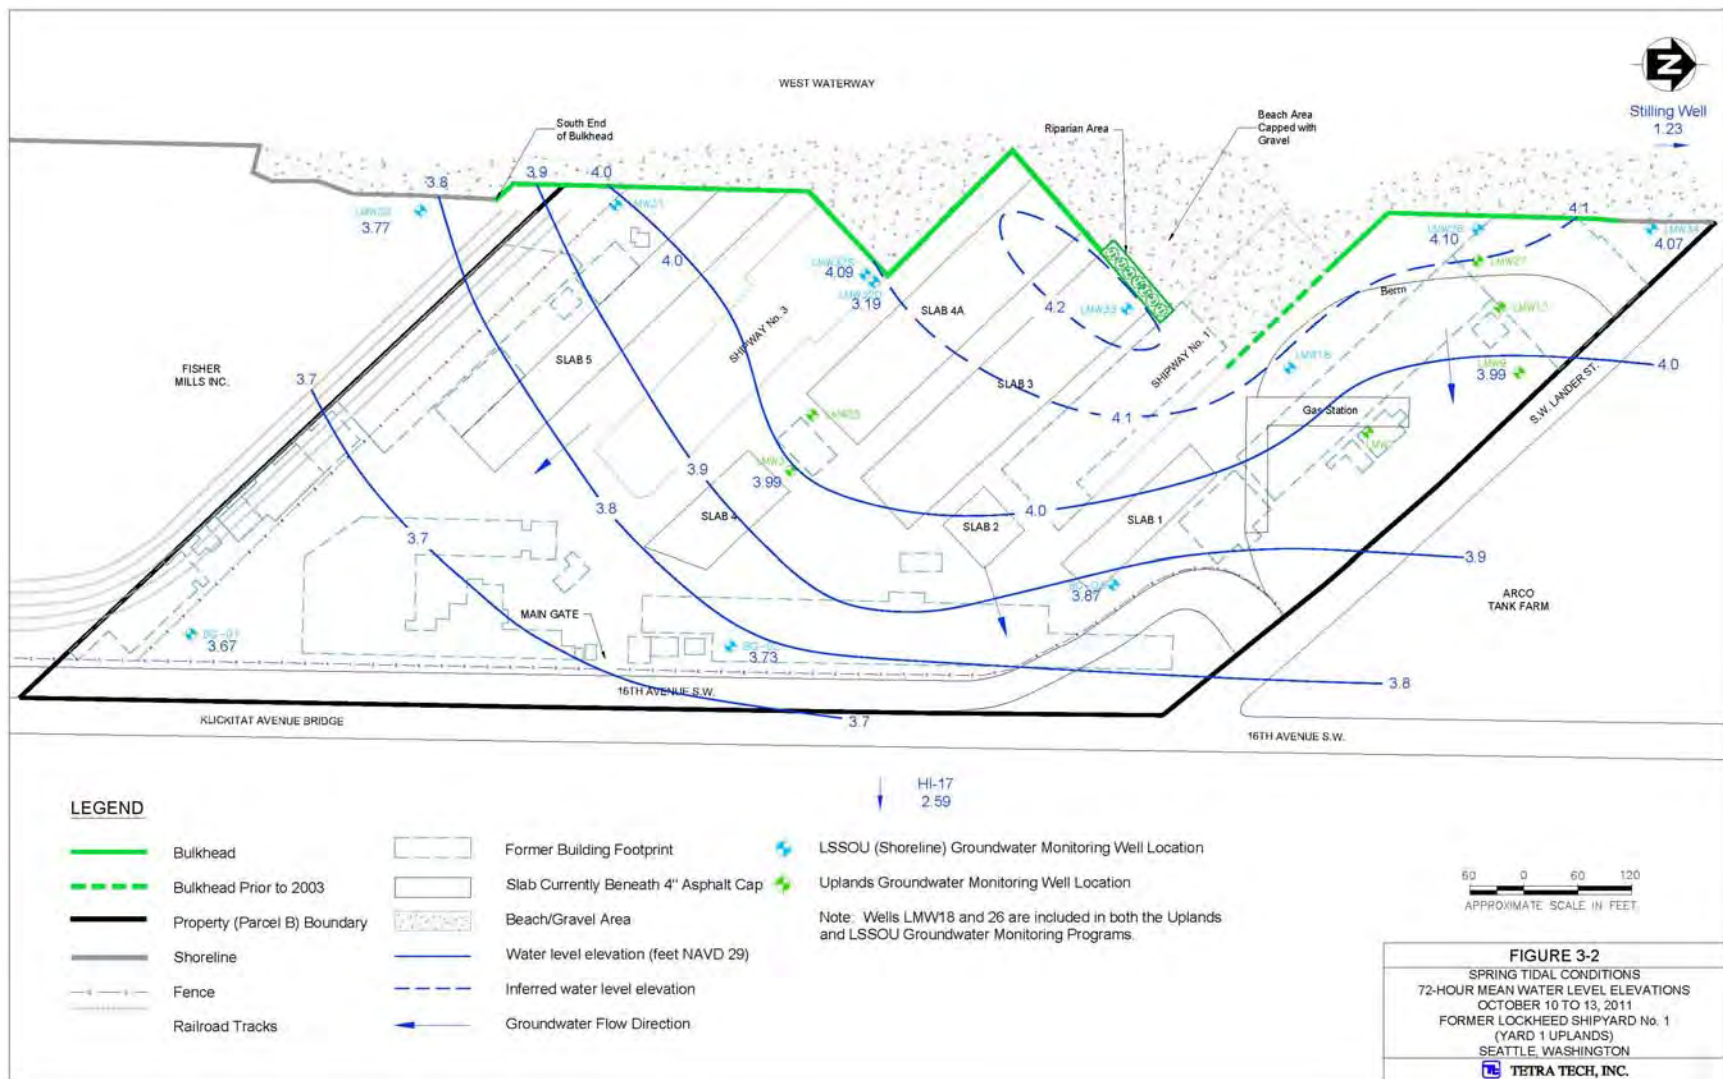 WEST WATERWAY
N
Stilling Well
1.23
South End
of Bulkhead
Riparian Area
Beach Area
Capped with
Gravel
3.8
3.9
4.0
4.1
3.77
LMW21
4.10
LMW27
LMW34
4.07
4.0
4.09
3.19
SLAB 4A
4.2
LMW33
Berm
SHIPWAY No. 3
SHIPWAY No. 1
SLAB 5
FISHER
MILLS INC.
3.7
SLAB 3
LMW18
LMW9
3.99
4.0
4.1
Gas Station
S.W. LANDER ST.
3.9
3.99
3.8
SLAB 4
4.0
SLAB 2
SLAB 1
3.7
3.9
3.87
ARCO
TANK FARM
MAIN GATE
3.67
3.73
3.8
16TH AVENUE S.W.
KLICKITAT AVENUE BRIDGE
3.7
16TH AVENUE S.W.
HI-17
2.59
LEGEND
Bulkhead
Bulkhead Prior to 2003
Property (Parcel B) Boundary
Shoreline
Fence
Railroad Tracks
Former Building Footprint
Slab Currently Beneath 4" Asphalt Cap
Beach/Gravel Area
Water level elevation (feet NAVD 29)
Inferred water level elevation
Groundwater Flow Direction
LSSOU (Shoreline) Groundwater Monitoring Well Location
Uplands Groundwater Monitoring Well Location
Note: Wells LMW18 and 26 are included in both the Uplands
and LSSOU Groundwater Monitoring Programs.
60 0 60 120
APPROXIMATE SCALE IN FEET
FIGURE 3-2
SPRING TIDAL CONDITIONS
72-HOUR MEAN WATER LEVEL ELEVATIONS
OCTOBER 10 TO 13, 2011
FORMER LOCKHEED SHIPYARD No. 1
(YARD 1 UPLANDS)
SEATTLE, WASHINGTON
TETRA TECH, INC.